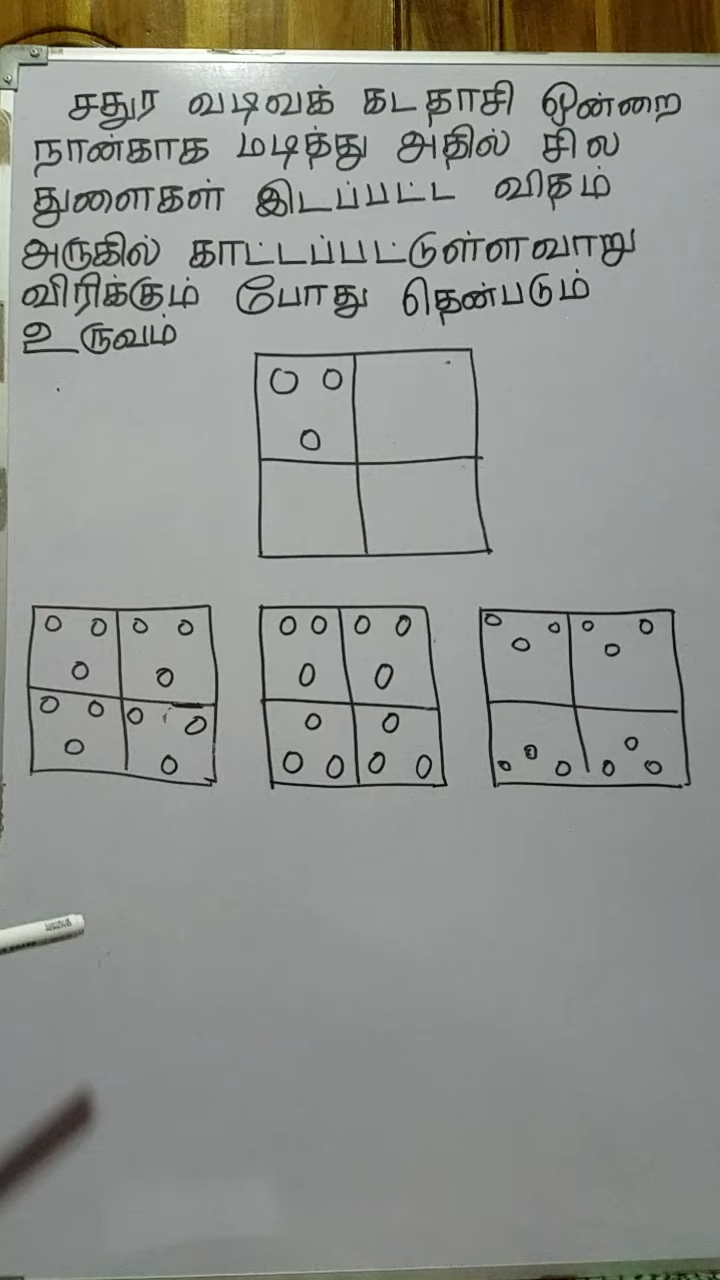 சதுர வடிவக் கடதாசி ஒன்றை
நான்காக மடித்து அதில் சில
துளைகள் இடப்பட்ட விதம்
அருகில் காட்டப்பட்டுள்ளவாறு
விரிக்கும் போது தென்படும்
உருவம்